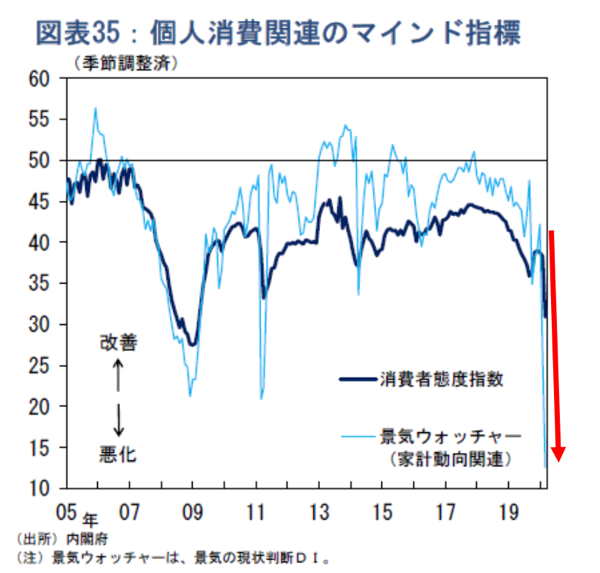 図表35：個人消費関連のマインド指標
（季節調整済）
60
55
50
45
40
35
30
25
20
15
10
改善
悪化
消費者態度指数
景気ウォッチャー
（家計動向関連）
05 年 07 09 11 13 15 17 19
（出所）内閣府
（注）景気ウォッチャーは、景気の現状判断ＤＩ。